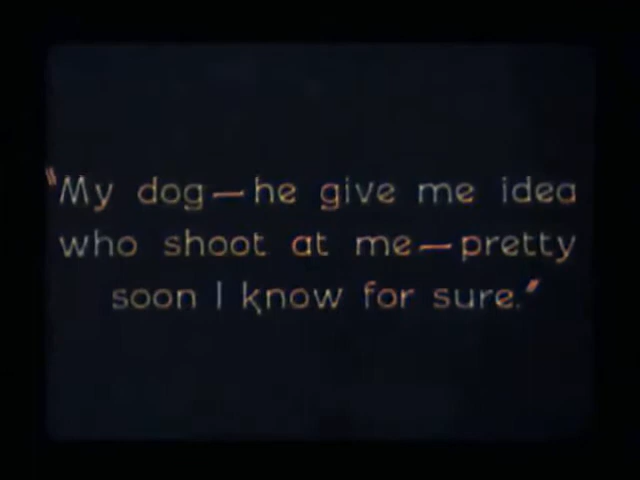 "My dog—he give me idea
who shoot at me—pretty
soon I know for sure."